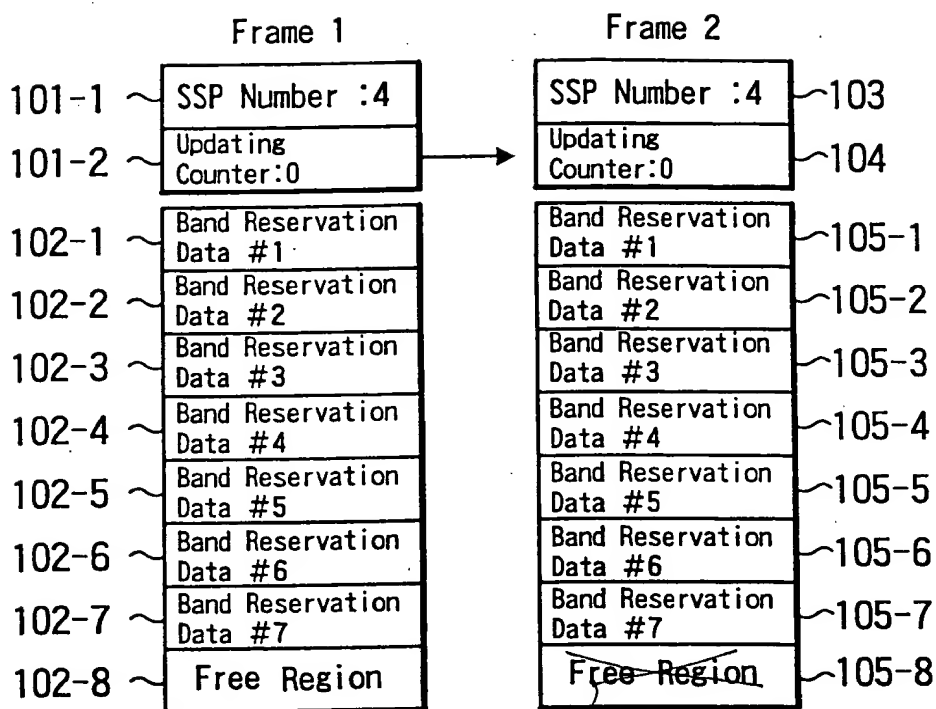 Frame 1
Frame 2
101-1
SSP Number :4
SSP Number :4
103
101-2
Updating
Counter:0
Updating
Counter:0
104
102-1
Band Reservation
Data #1
Band Reservation
Data #1
105-1
102-2
Band Reservation
Data #2
Band Reservation
Data #2
105-2
102-3
Band Reservation
Data #3
Band Reservation
Data #3
105-3
102-4
Band Reservation
Data #4
Band Reservation
Data #4
105-4
102-5
Band Reservation
Data #5
Band Reservation
Data #5
105-5
102-6
Band Reservation
Data #6
Band Reservation
Data #6
105-6
102-7
Band Reservation
Data #7
Band Reservation
Data #7
105-7
102-8
Free Region
Free Region
105-8